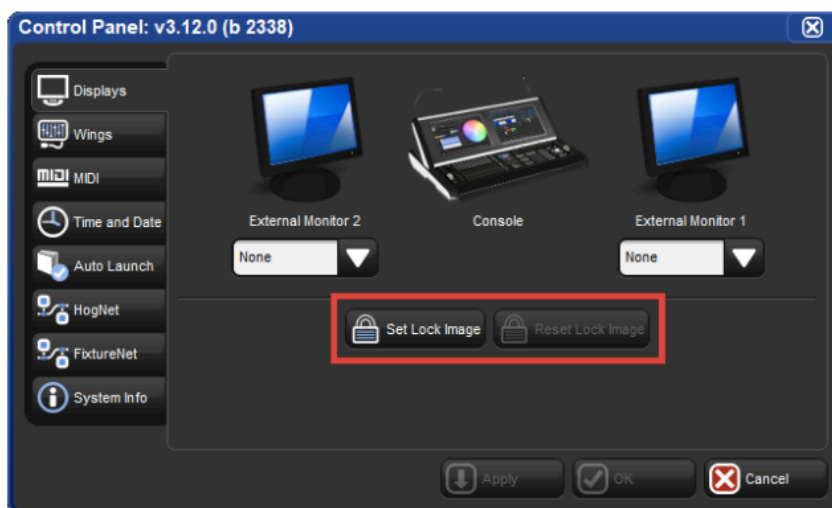 Control Panel: v3.12.0 (b 2338)
Displays
Wings
MIDI MIDI
Time and Date
Auto Launch
HogNet
FixtureNet
System Info
External Monitor 2
Console
External Monitor 1
None
None
Set Lock Image
Reset Lock Image
Apply
OK
Cancel